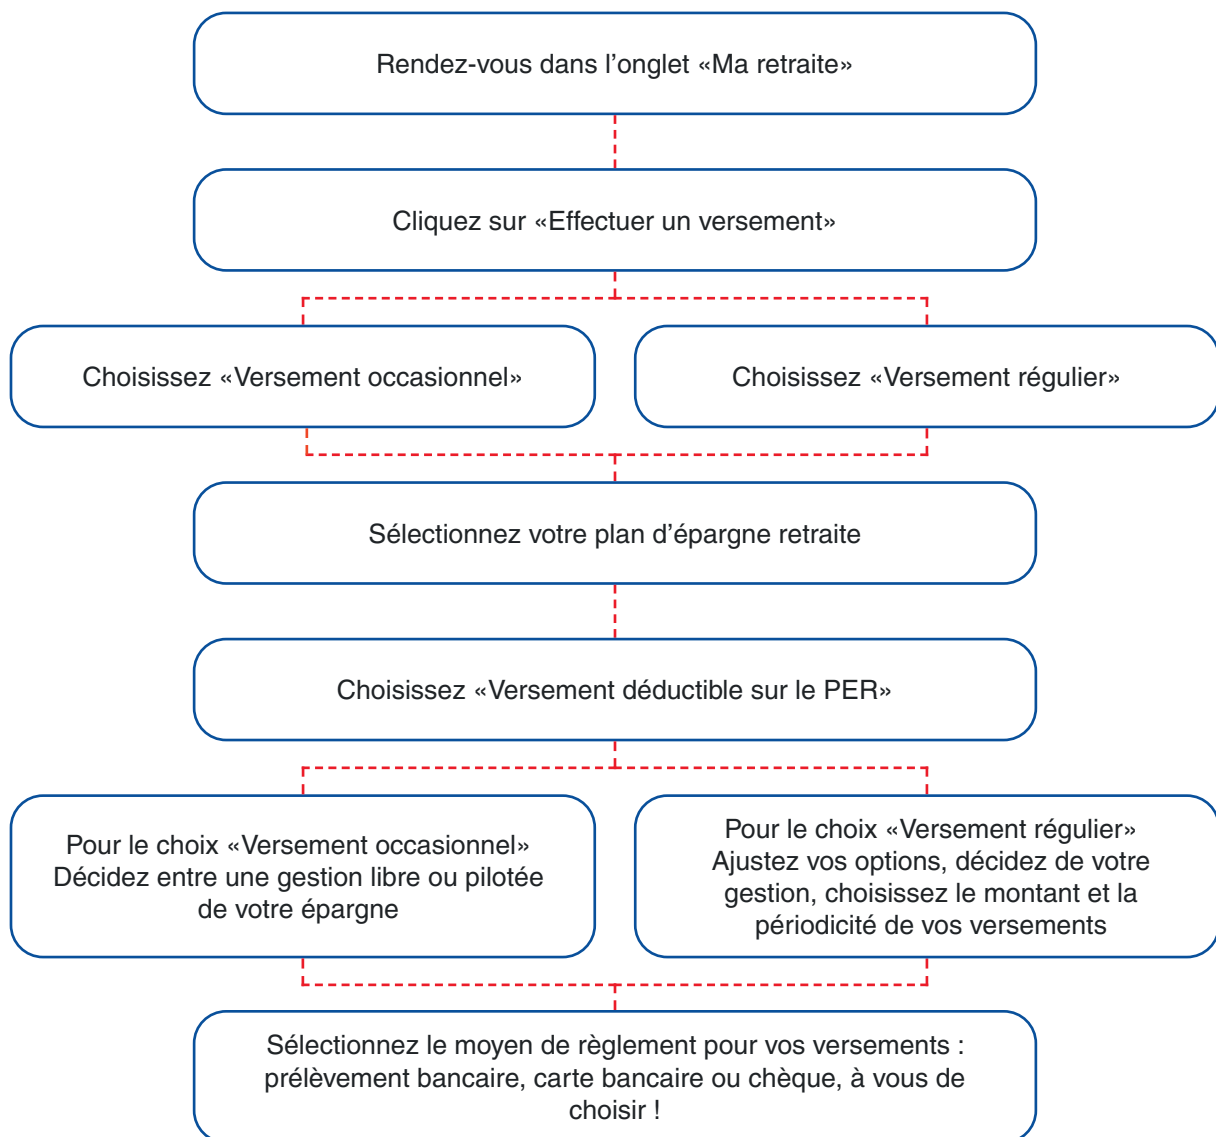 Rendez-vous dans l’onglet «Ma retraite»
Cliquez sur «Effectuer un versement»
Choisissez «Versement occasionnel»
Choisissez «Versement régulier»
Sélectionnez votre plan d’épargne retraite
Choisissez «Versement déductible sur le PER»
Pour le choix «Versement occasionnel»
Décidez entre une gestion libre ou pilotée
de votre épargne
Pour le choix «Versement régulier»
Ajustez vos options, décidez de votre
gestion, choisissez le montant et la
périodicité de vos versements
Sélectionnez le moyen de règlement pour vos versements :
prélèvement bancaire, carte bancaire ou chèque, à vous de
choisir !